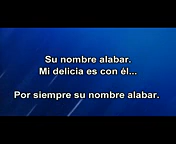 Su nombre alabar.
Mi delicia es con él...
Por siempre su nombre alabar.